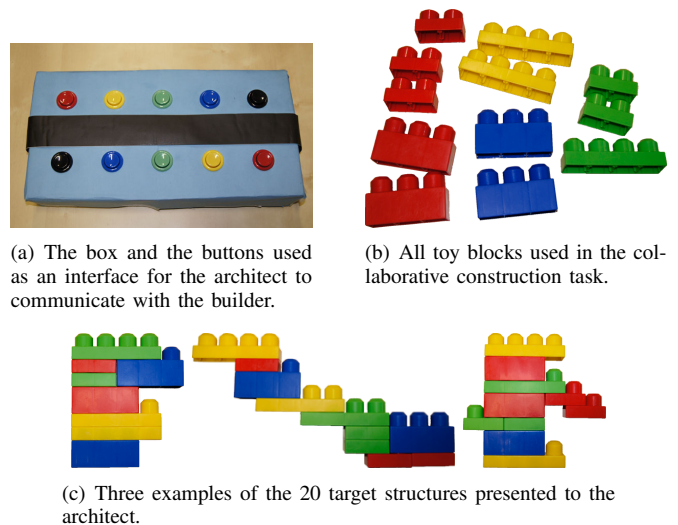 (a) The box and the buttons used
as an interface for the architect to
communicate with the builder.
(b) All toy blocks used in the col-
laborative construction task.
(c) Three examples of the 20 target structures presented to the
architect.